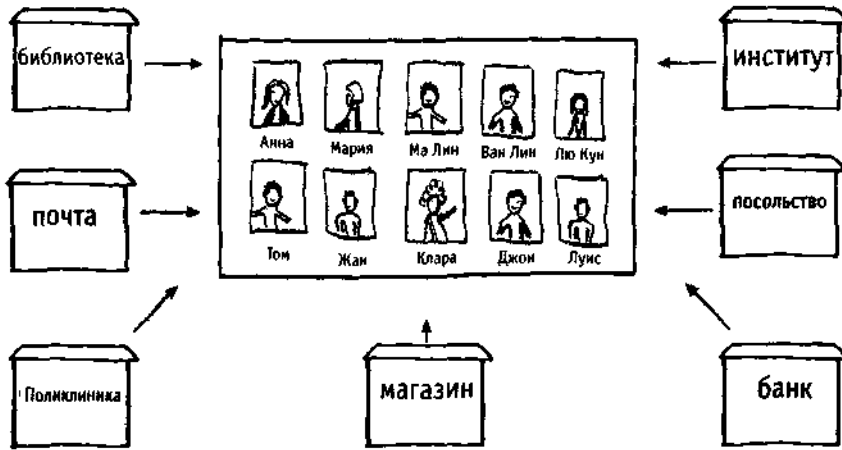 библиотека
институт
Анна
Мария
Ма Лин
Ван Лин
Лю Кун
почта
посольство
Том
Жан
Клара
Джон
Луис
Поликлиника
магазин
банк